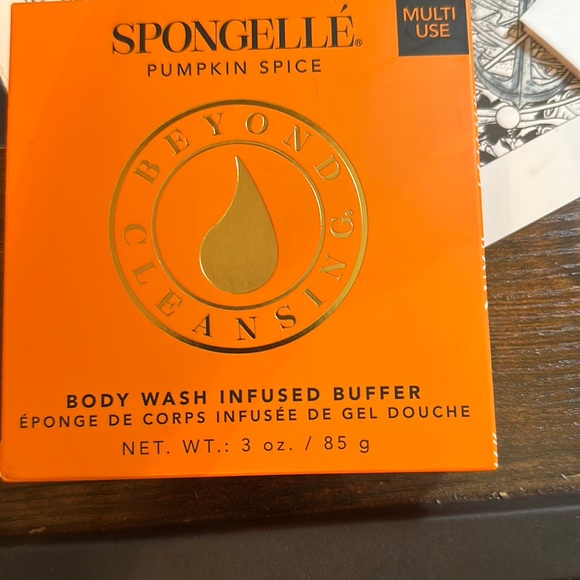 SPONGELLÉ®
MULTI
USE
PUMPKIN SPICE
BEYOND
CLEANSING®
BODY WASH INFUSED BUFFER
ÉPONGE DE CORPS INFUSÉE DE GEL DOUCHE
NET. WT.: 3 oz. / 85 g